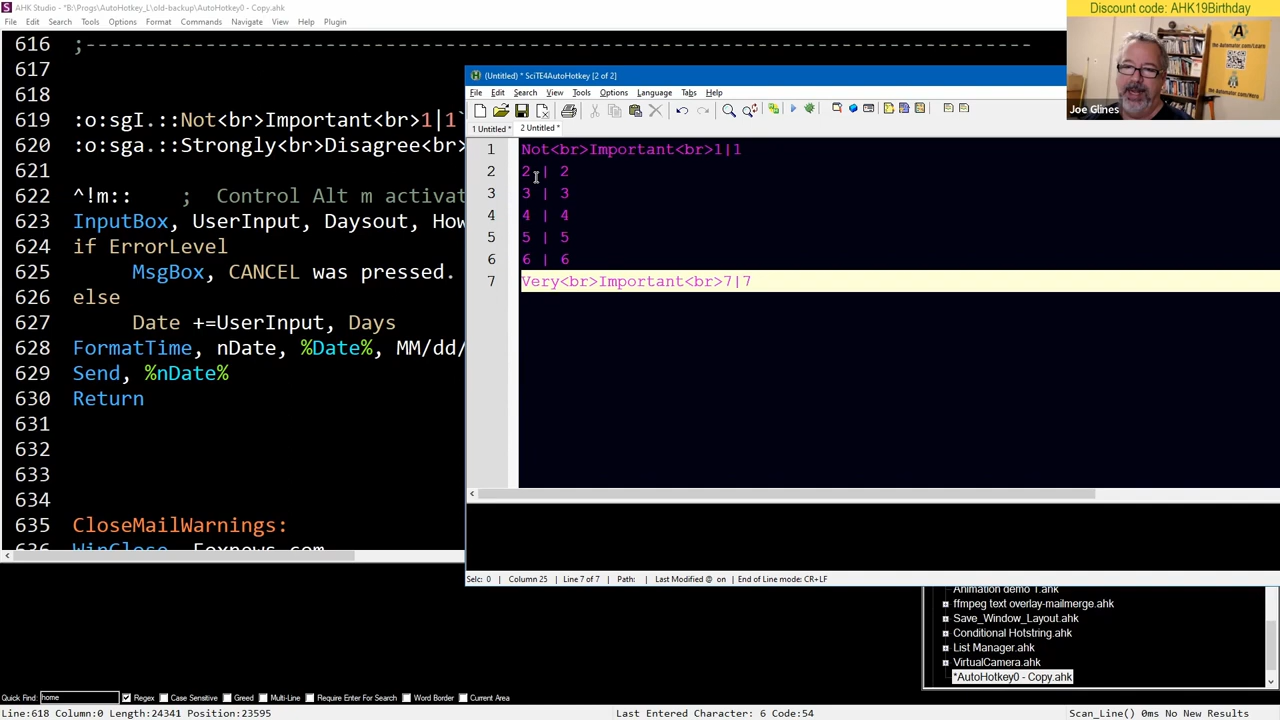 AHK Studio - *B:\Progs\AutoHotkey_L\old-backup\AutoHotkey0 - Copy.ahk
File Edit Search Tools Options Format Commands Navigate View Help Plugin
616 ;
617
618
619 :o:sgI.::Not<br>Important<br>1|1`
620 :o:sga.::Strongly<br>Disagree<br>
622 ^!m:: ; Control Alt m activat
623 InputBox, UserInput, Daysout, How
624 if ErrorLevel
625 MsgBox, CANCEL was pressed.
626 else
627 Date +=UserInput, Days
628 FormatTime, nDate, %Date%, MM/dd/
629 Send, %nDate%
630 Return
631
632
633
634
635 CloseMailWarnings:
636 WinClose, Foxnews.com
(Untitled) * SciTE4AutoHotkey [2 of 2]
File Edit Search View Tools Options Language Tabs Help
1 Untitled * 2 Untitled *
1 Not<br>Important<br>1|1
2 2 | 2
3 3 | 3
4 4 | 4
5 5 | 5
6 6 | 6
7 Very<br>Important<br>7|7
Selc: 0 Column 25 Line 7 of 7 Path: Last Modified @ on End of Line mode: CR+LF
Discount code: AHK19Birthday
the-Automator.com/Learn
the-Automator.com/Hero
Joe Glines
Animation demo 1.ahk
ffmpeg text overlay-mailmerge.ahk
Save_Window_Layout.ahk
Conditional Hotstring.ahk
List Manager.ahk
VirtualCamera.ahk
*AutoHotkey0 - Copy.ahk
Quick Find: home Regex Case Sensitive Greed Multi-Line Require Enter For Search Word Border Current Area
Line:618 Column:0 Length:24341 Position:23595 Last Entered Character: 6 Code:54 Scan_Line() 0ms No New Results